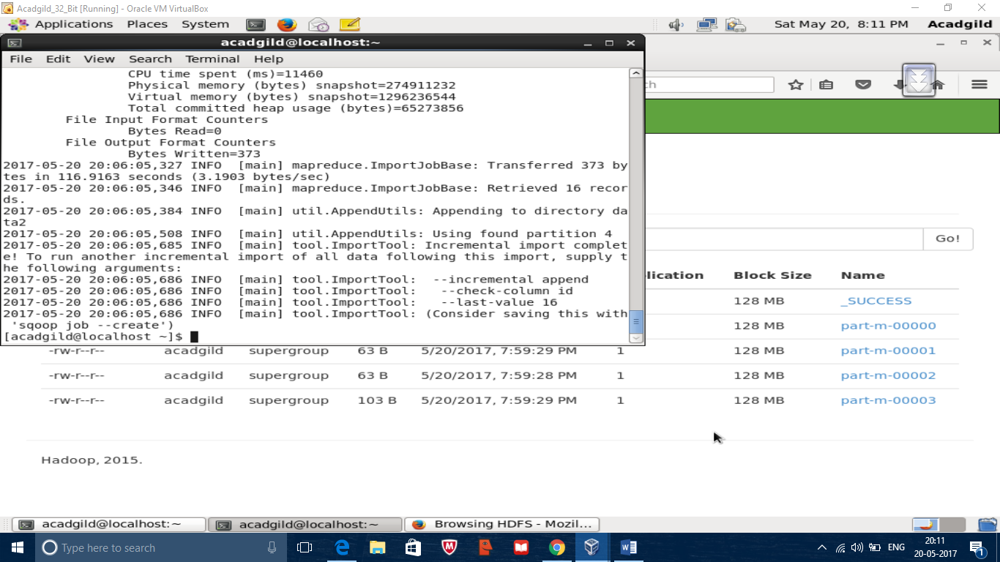 Acadgild_32_Bit [Running] - Oracle VM VirtualBox
Applications Places System Sat May 20, 8:11 PM Acadgild
acadgild@localhost:~
File Edit View Search Terminal Help
CPU time spent (ms)=11460
Physical memory (bytes) snapshot=274911232
Virtual memory (bytes) snapshot=1296236544
Total committed heap usage (bytes)=65273856
File Input Format Counters
Bytes Read=0
File Output Format Counters
Bytes Written=373
2017-05-20 20:06:05,327 INFO [main] mapreduce.ImportJobBase: Transferred 373 by
tes in 116.9163 seconds (3.1903 bytes/sec)
2017-05-20 20:06:05,346 INFO [main] mapreduce.ImportJobBase: Retrieved 16 recor
ds.
2017-05-20 20:06:05,384 INFO [main] util.AppendUtils: Appending to directory da
ta2
2017-05-20 20:06:05,508 INFO [main] util.AppendUtils: Using found partition 4
2017-05-20 20:06:05,685 INFO [main] tool.ImportTool: Incremental import complet
e! To run another incremental import of all data following this import, supply t
he following arguments:
2017-05-20 20:06:05,686 INFO [main] tool.ImportTool: --incremental append
2017-05-20 20:06:05,686 INFO [main] tool.ImportTool: --check-column id
2017-05-20 20:06:05,686 INFO [main] tool.ImportTool: --last-value 16
2017-05-20 20:06:05,686 INFO [main] tool.ImportTool: (Consider saving this with
'sqoop job --create')
[acadgild@localhost ~]$
ch
Go!
lication Block Size Name
128 MB _SUCCESS
128 MB part-m-00000
-rw-r--r-- acadgild supergroup 63 B 5/20/2017, 7:59:29 PM 1 128 MB part-m-00001
-rw-r--r-- acadgild supergroup 63 B 5/20/2017, 7:59:28 PM 1 128 MB part-m-00002
-rw-r--r-- acadgild supergroup 103 B 5/20/2017, 7:59:29 PM 1 128 MB part-m-00003
Hadoop, 2015.
acadgild@localhost:~ acadgild@localhost:~ Browsing HDFS - Mozil...
Type here to search ENG 20:11
20-05-2017